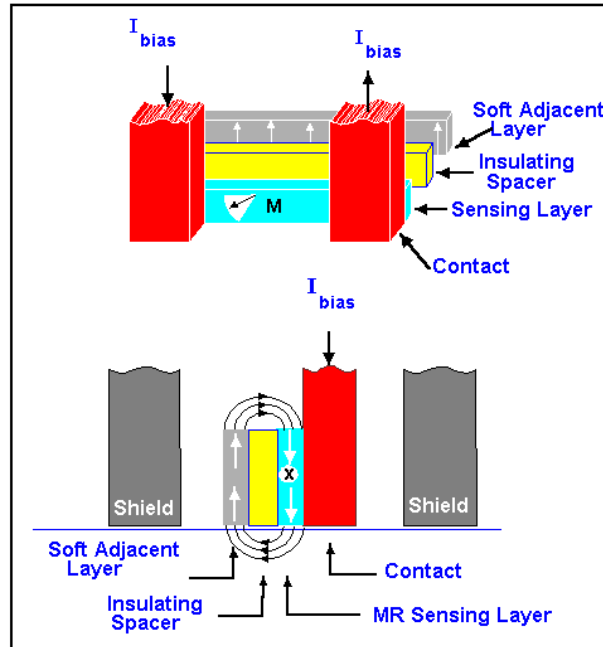 I bias
I bias
Soft Adjacent
Layer
Insulating
Spacer
M
Sensing Layer
Contact
I bias
X
Shield
Shield
Soft Adjacent
Layer
Contact
Insulating
Spacer
MR Sensing Layer